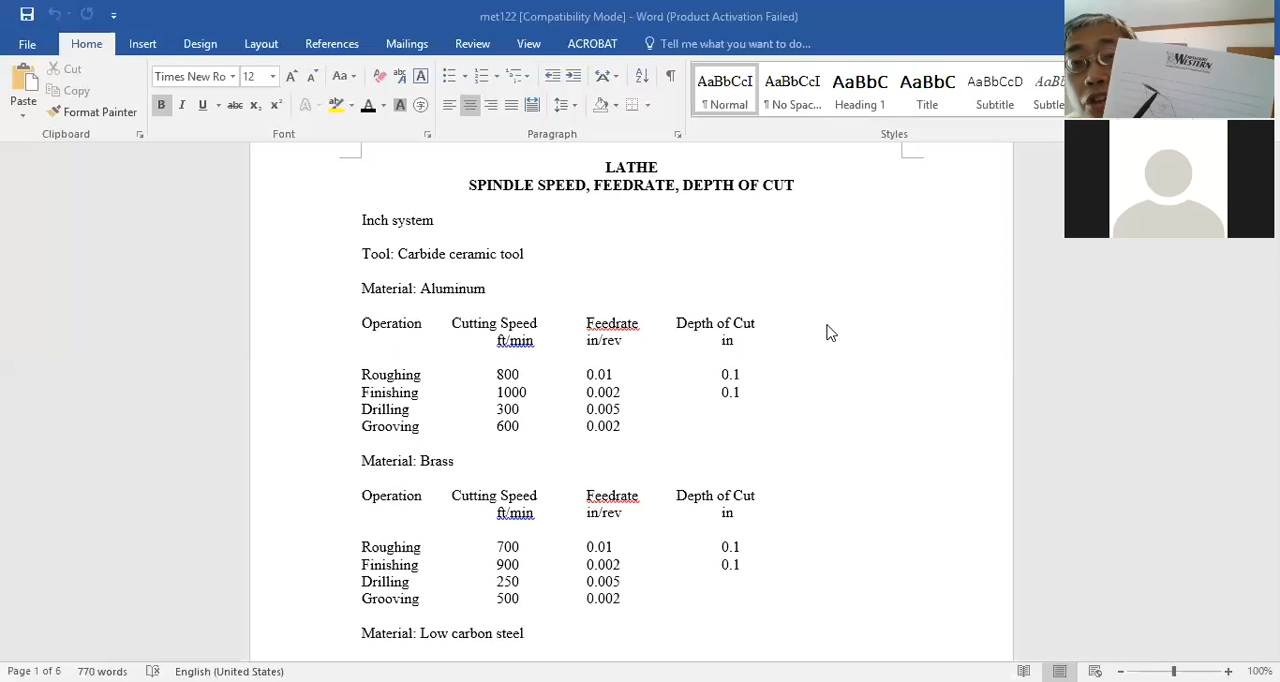 met122 [Compatibility Mode] - Word (Product Activation Failed)
File Home Insert Design Layout References Mailings Review View ACROBAT Tell me what you want to do...
Paste
Cut
Copy
Format Painter
Times New Ro 12
Clipboard Font Paragraph Styles
AaBbCcI AaBbCcI AaBbC AaBbC AaBbCcD
¶ Normal ¶ No Spec... Heading 1 Title Subtitle Subtle
WESTERN
LATHE
SPINDLE SPEED, FEEDRATE, DEPTH OF CUT
Inch system
Tool: Carbide ceramic tool
Material: Aluminum
Operation Cutting Speed Feedrate Depth of Cut
ft/min in/rev in
Roughing 800 0.01 0.1
Finishing 1000 0.002 0.1
Drilling 300 0.005
Grooving 600 0.002
Material: Brass
Operation Cutting Speed Feedrate Depth of Cut
ft/min in/rev in
Roughing 700 0.01 0.1
Finishing 900 0.002 0.1
Drilling 250 0.005
Grooving 500 0.002
Material: Low carbon steel
Page 1 of 6 770 words English (United States) 100%